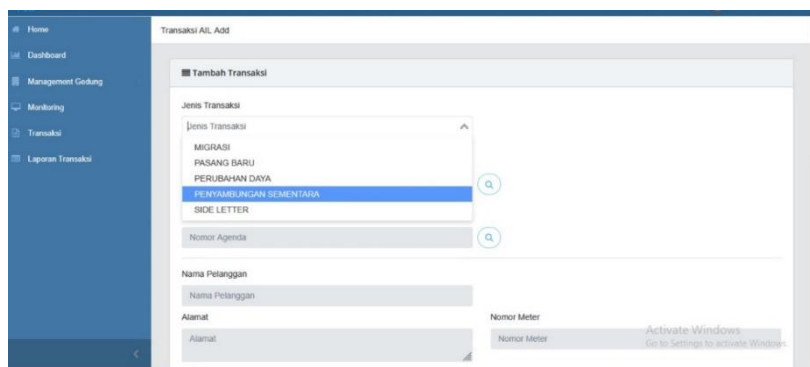 Home
Transaksi AIL Add
Dashboard
Management Gedung
Monitoring
Transaksi
Laporan Transaksi
Tambah Transaksi
Jenis Transaksi
Jenis Transaksi
MIGRASI
PASANG BARU
PERUBAHAN DAYA
PENYAMBUNGAN SEMENTARA
SIDE LETTER
Nomor Agenda
Nama Pelanggan
Nama Pelanggan
Alamat
Nomor Meter
Alamat
Nomor Meter
Activate Windows
Go to Settings to activate Windows.